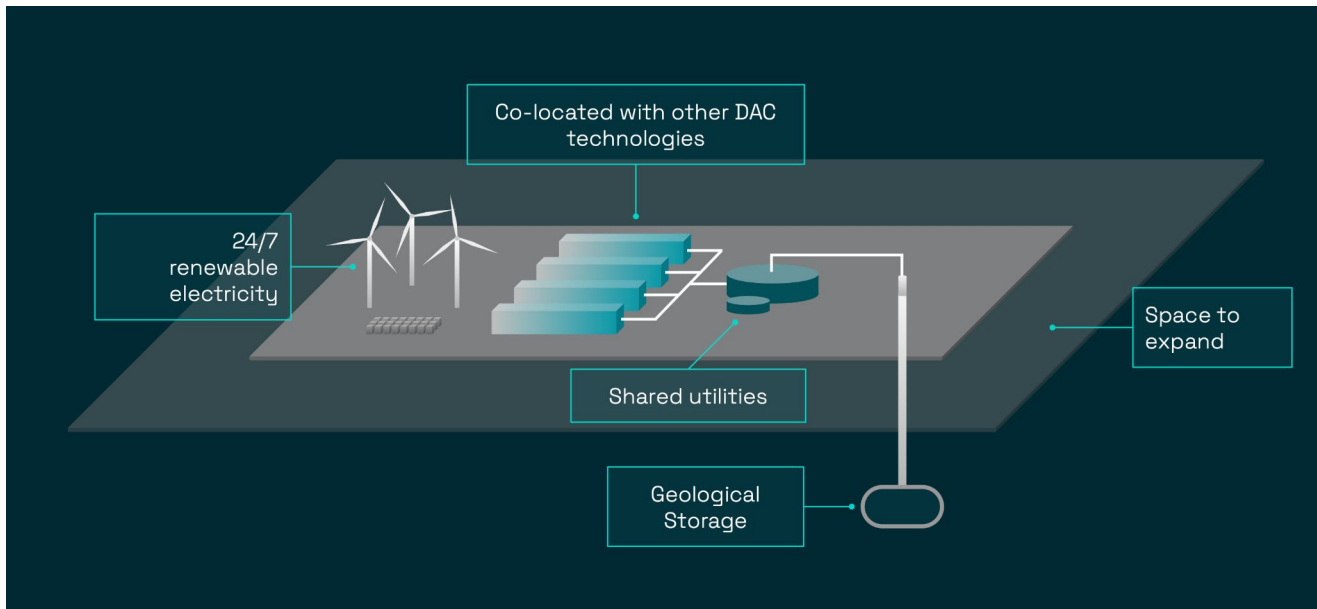 Co-located with other DAC
technologies
24/7
renewable
electricity
Space to
expand
Shared utilities
Geological
Storage